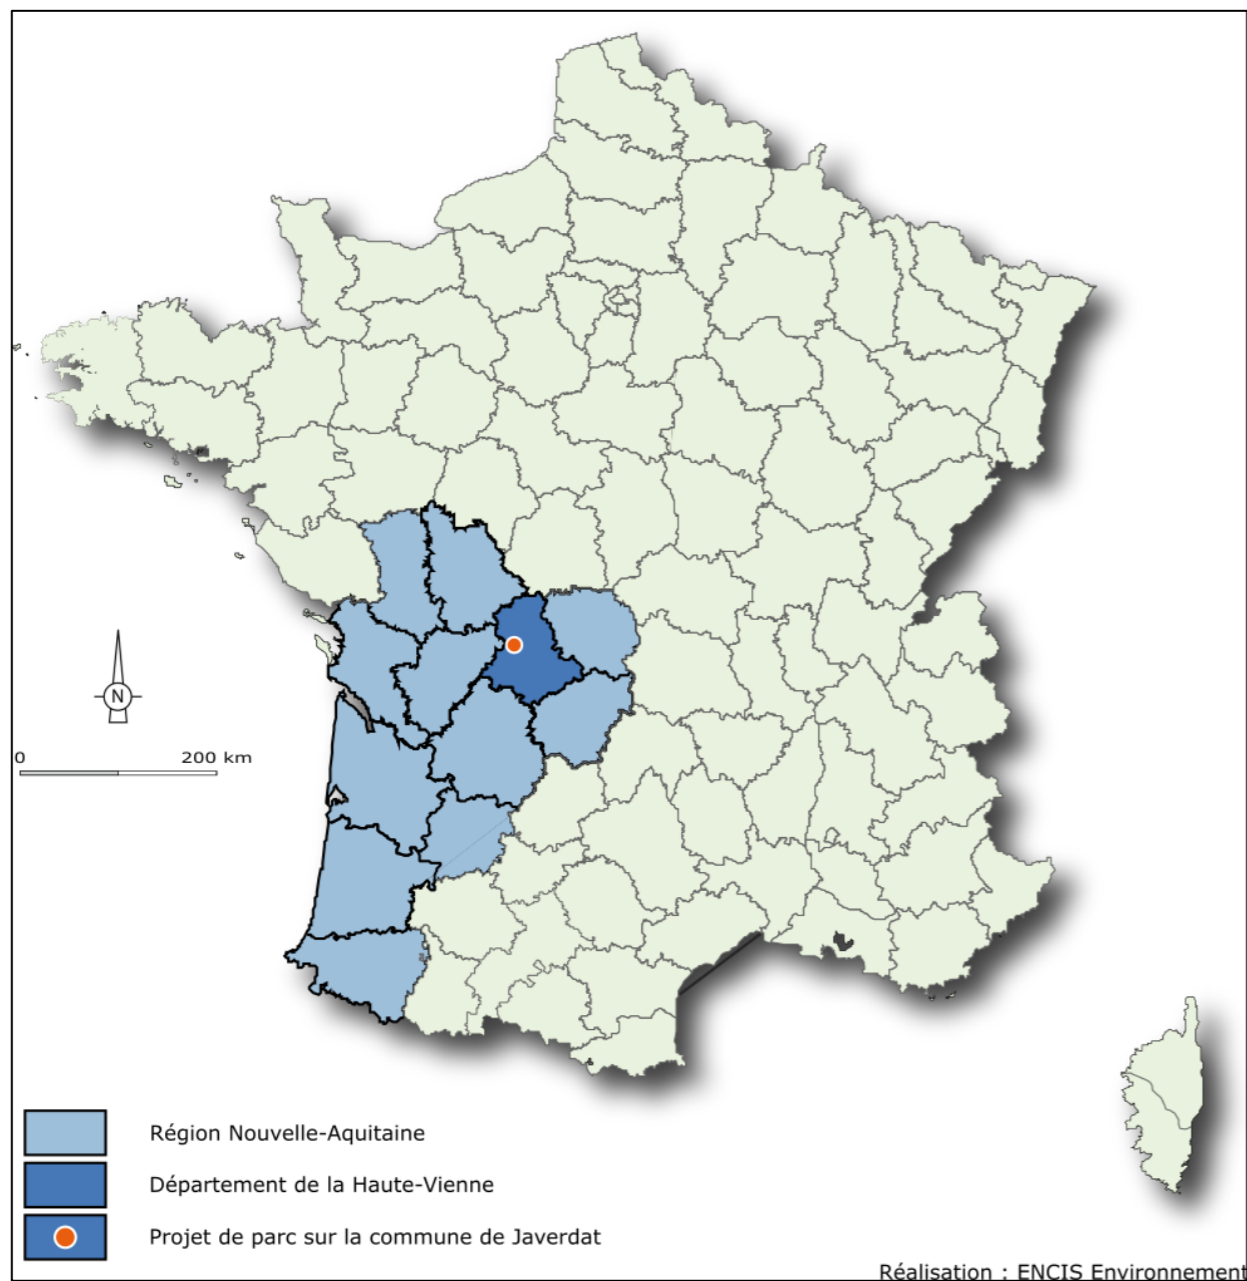 N
0 200 km
Région Nouvelle-Aquitaine
Département de la Haute-Vienne
Projet de parc sur la commune de Javerdat
Réalisation : ENCIS Environnement